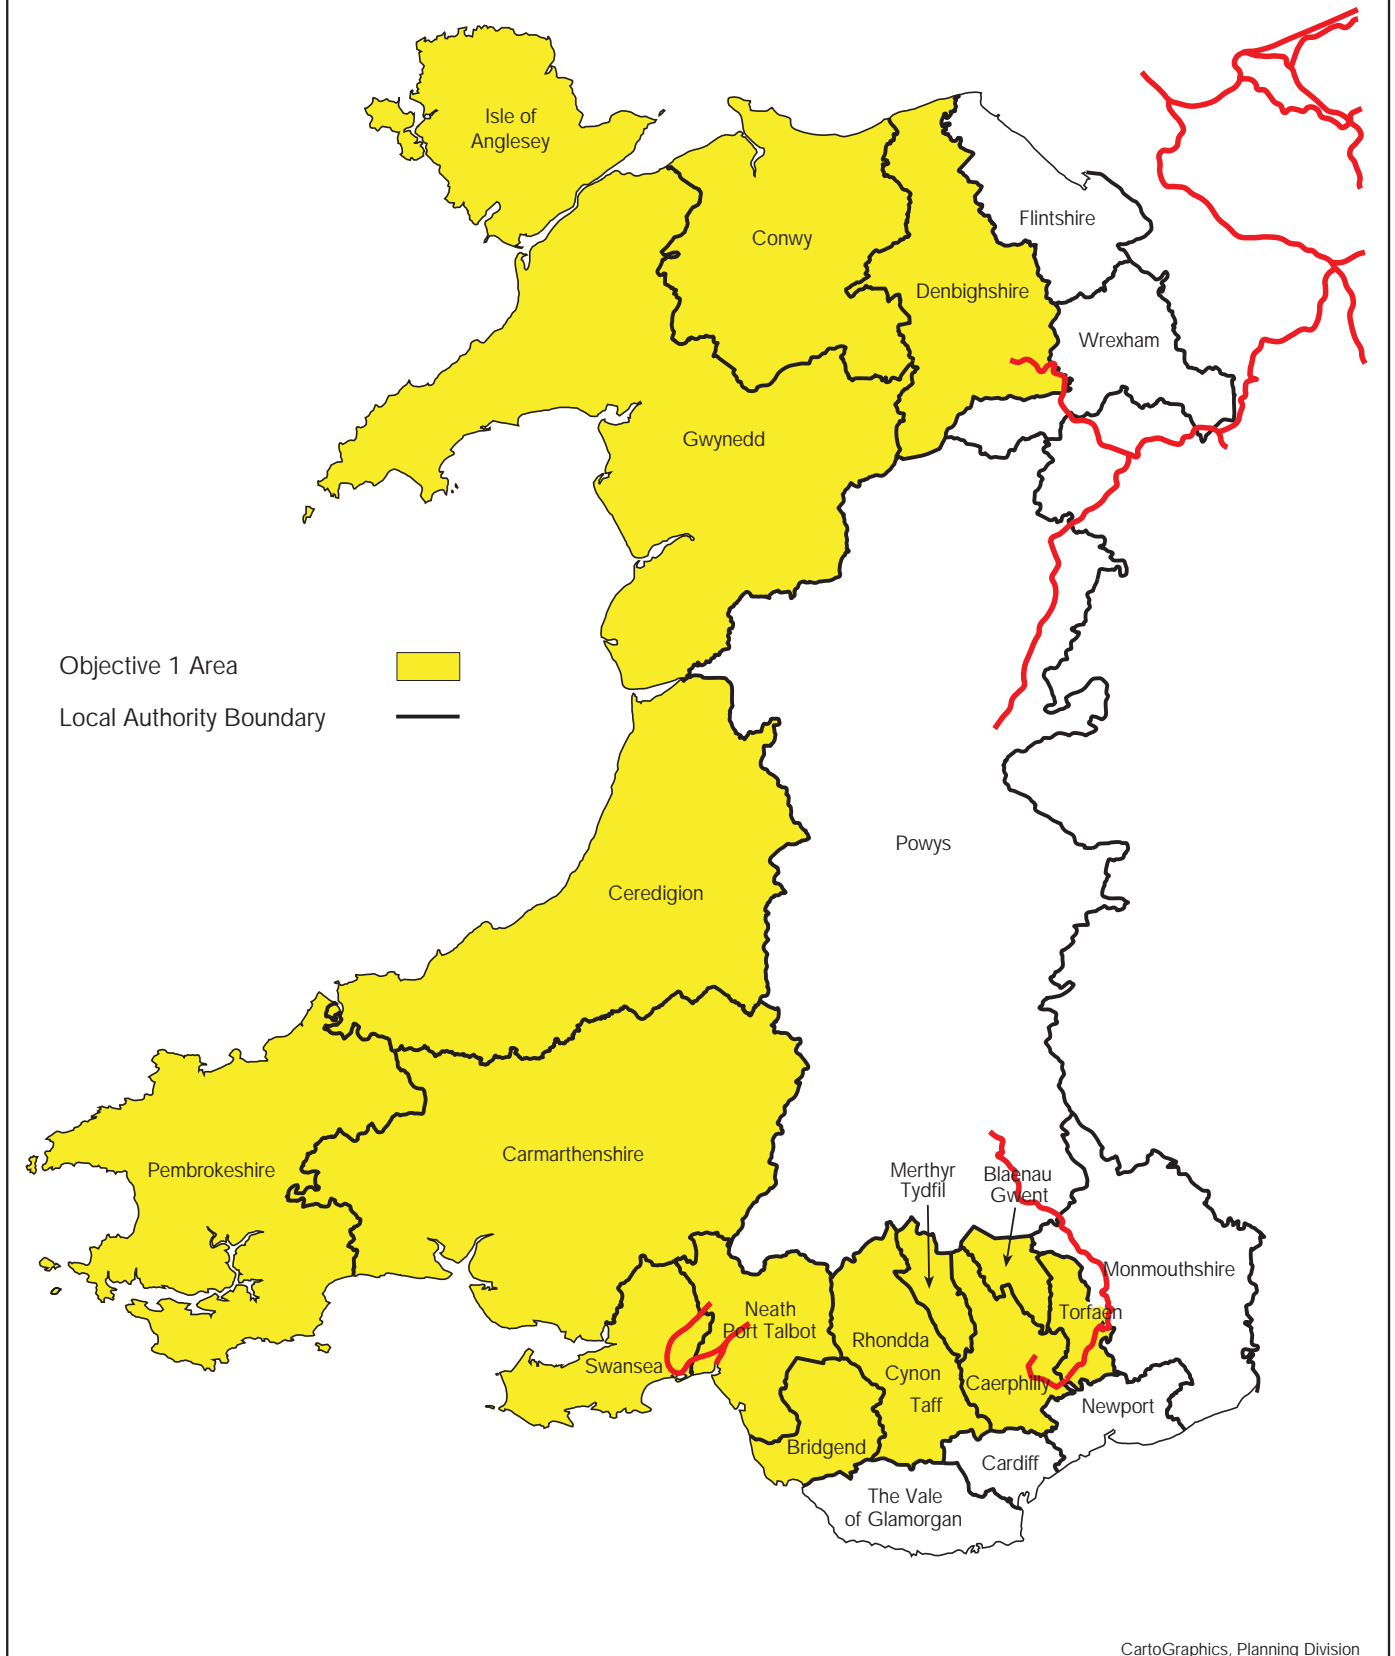 Isle of
Anglesey
Flintshire
Conwy
Denbighshire
Wrexham
Gwynedd
Objective 1 Area
Local Authority Boundary
Powys
Ceredigion
Carmarthenshire
Pembrokeshire
Merthyr
Tydfil
Blaenau
Gwent
Monmouthshire
Neath
Port Talbot
Torfaen
Rhondda
Cynon
Taff
Swansea
Caerphilly
Newport
Bridgend
Cardiff
The Vale
of Glamorgan
CartoGraphics, Planning Division